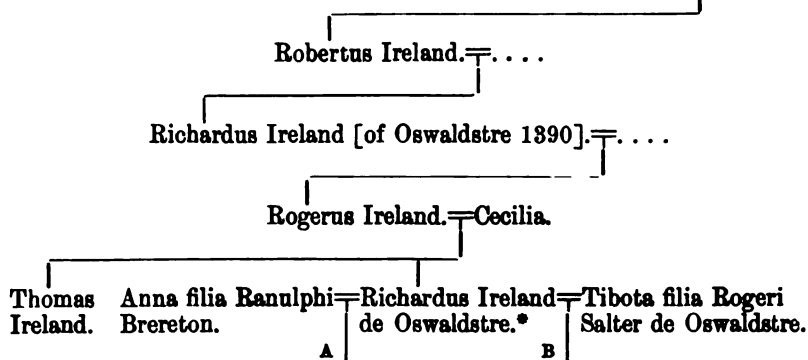 Robertus Ireland.=. . . .
Richardus Ireland [of Oswaldstre 1390].=. . . .
Rogerus Ireland.=Cecilia.
Thomas Anna filia Ranulphi=Richardus Ireland=Tibota filia Rogeri
Ireland. Brereton. de Oswaldstre.* Salter de Oswaldstre.
A B